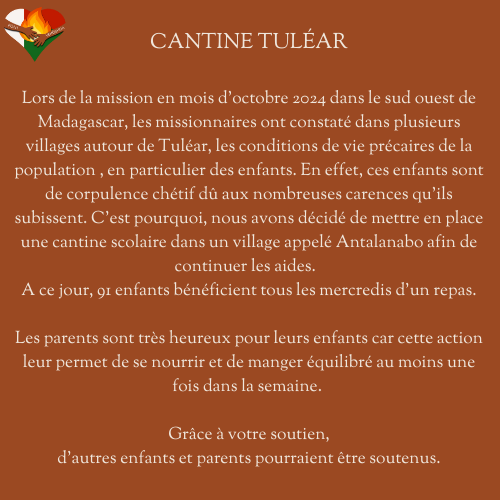 CANTINE TULÉAR
Lors de la mission en mois d'octobre 2024 dans le sud ouest de
Madagascar, les missionnaires ont constaté dans plusieurs
villages autour de Tuléar, les conditions de vie précaires de la
population , en particulier des enfants. En effet, ces enfants sont
de corpulence chétif dû aux nombreuses carences qu'ils
subissent. C'est pourquoi, nous avons décidé de mettre en place
une cantine scolaire dans un village appelé Antalanabo afin de
continuer les aides.
A ce jour, 91 enfants bénéficient tous les mercredis d'un repas.
Les parents sont très heureux pour leurs enfants car cette action
leur permet de se nourrir et de manger équilibré au moins une
fois dans la semaine.
Grâce à votre soutien,
d'autres enfants et parents pourraient être soutenus.